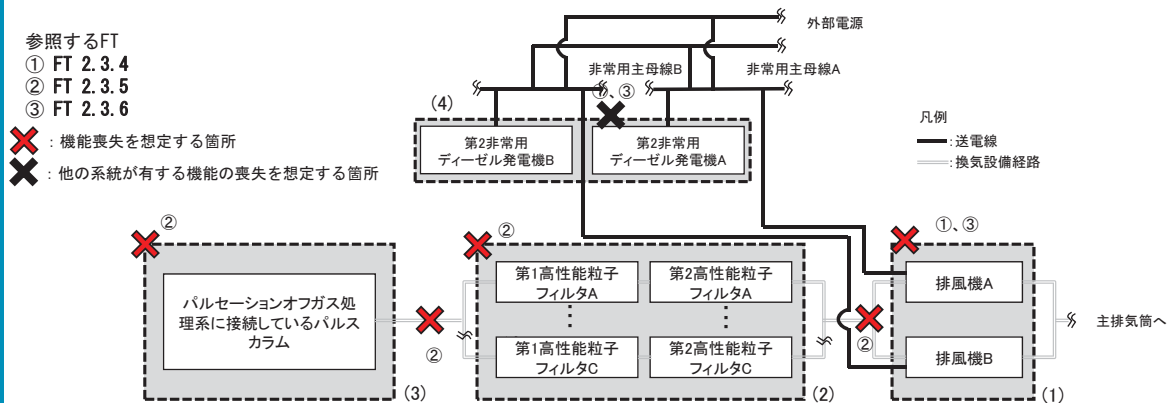 参照するFT
① FT 2.3.4
② FT 2.3.5
③ FT 2.3.6
：機能喪失を想定する箇所
：他の系統が有する機能の喪失を想定する箇所
外部電源
非常用主母線B
非常用主母線A
①、③
(4)
第2非常用
ディーゼル発電機B
第2非常用
ディーゼル発電機A
凡例
：送電線
：換気設備経路
②
パルセーションオフガス処
理系に接続しているパルス
カラム
(3)
②
②
第1高性能粒子
フィルタA
第2高性能粒子
フィルタA
第1高性能粒子
フィルタC
第2高性能粒子
フィルタC
(2)
②
①、③
排風機A
排風機B
(1)
主排気筒へ